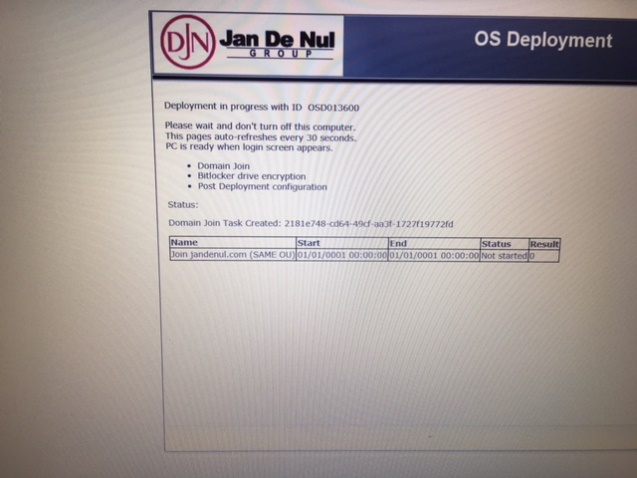 DJN Jan De Nul
GROUP
OS Deployment
Deployment in progress with ID OSD013600
Please wait and don't turn off this computer.
This pages auto-refreshes every 30 seconds.
PC is ready when login screen appears.
• Domain Join
• Bitlocker drive encryption
• Post Deployment configuration
Status:
Domain Join Task Created: 2181e748-cd64-49cf-aa3f-1727f19772fd
Name Start End Status Result
Join jandenul.com (SAME OU) 01/01/0001 00:00:00 01/01/0001 00:00:00 Not started 0